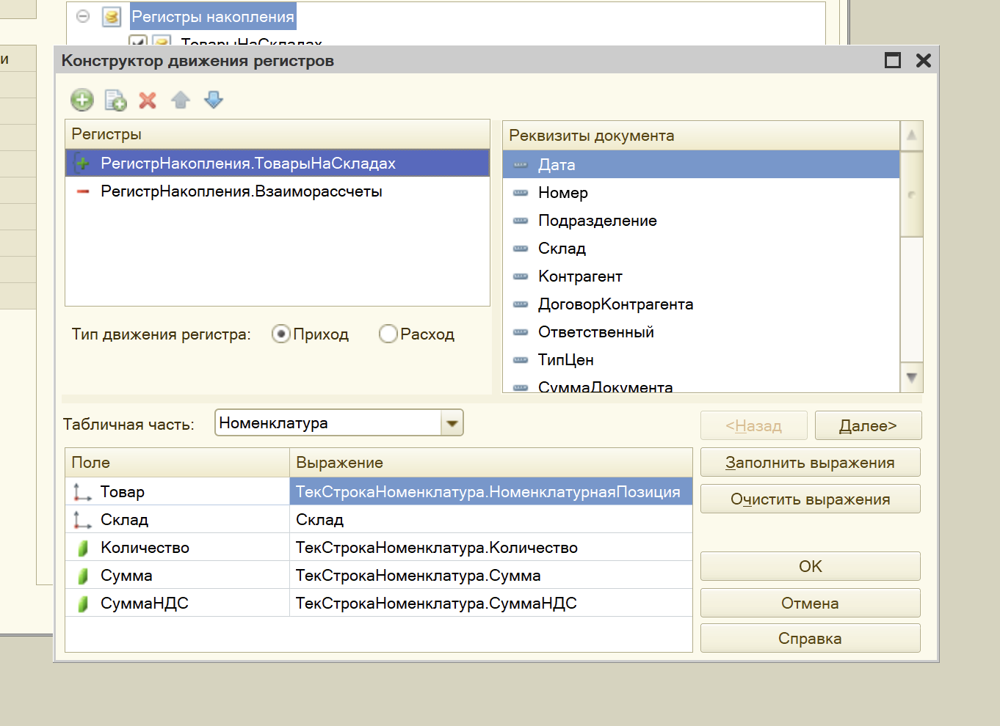 Регистры накопления
ТоварыНаСкладах
и
Конструктор движения регистров
Регистры
РегистрНакопления.ТоварыНаСкладах
РегистрНакопления.Взаиморассчеты
Реквизиты документа
Дата
Номер
Подразделение
Склад
Контрагент
ДоговорКонтрагента
Ответственный
ТипЦен
СуммаДокумента
Тип движения регистра: Приход Расход
Табличная часть: Номенклатура
<Назад Далее>
Поле Выражение
Товар ТекСтрокаНоменклатура.НоменклатурнаяПозиция
Склад Склад
Количество ТекСтрокаНоменклатура.Количество
Сумма ТекСтрокаНоменклатура.Сумма
СуммаНДС ТекСтрокаНоменклатура.СуммаНДС
Заполнить выражения
Очистить выражения
OK
Отмена
Справка